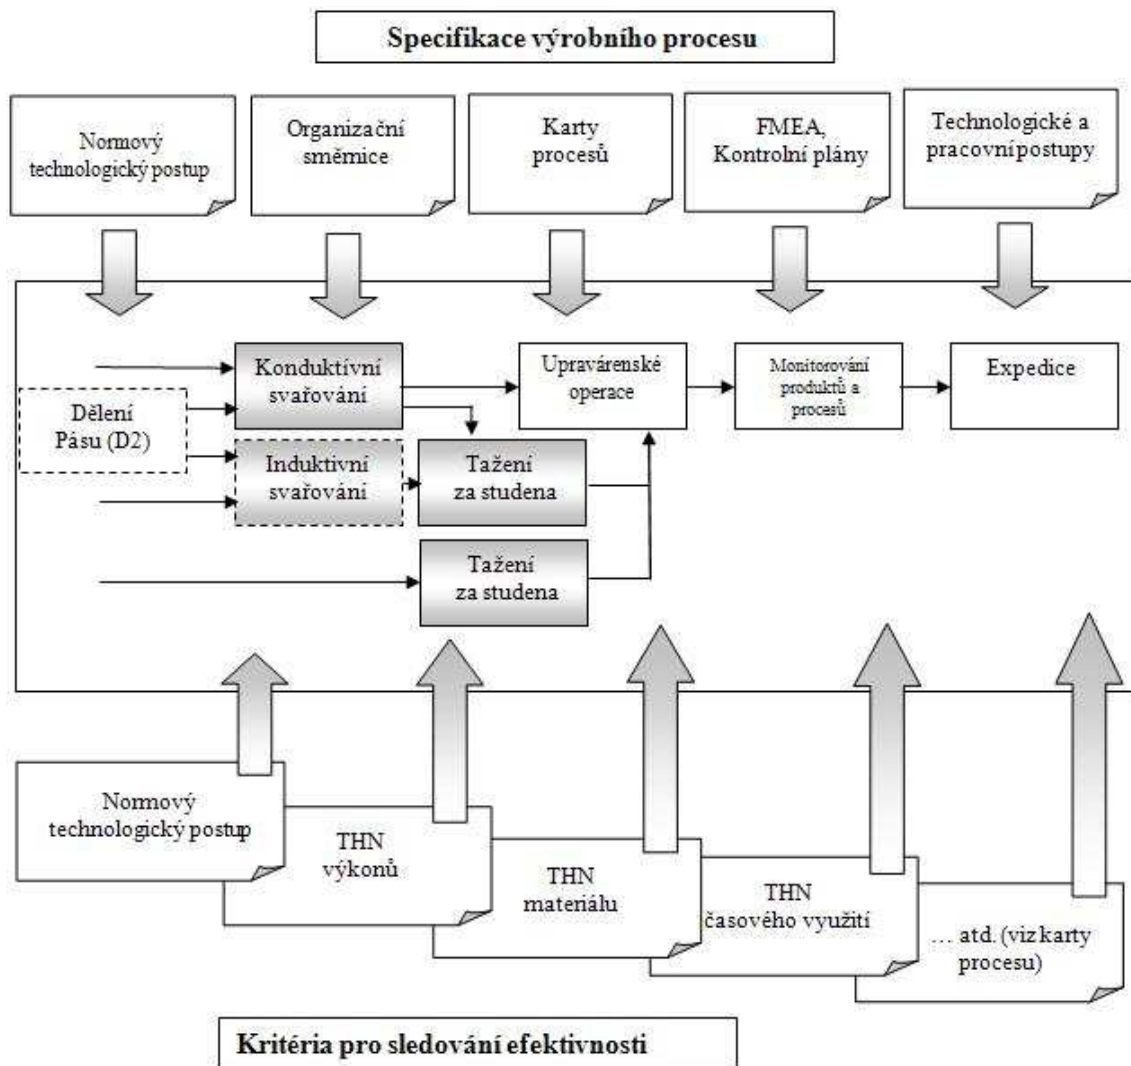 Specifikace výrobního procesu
Normový
technologický postup
Organizační
směrnice
Karty
procesů
FMEA,
Kontrolní plány
Technologické a
pracovní postupy
Dělení
Pásu (D2)
Konduktívní
svařování
Induktivní
svařování
Tažení
za studena
Tažení
za studena
Upravárenské
operace
Monitorování
produktů a
procesů
Expedice
Normový
technologický postup
THN
výkonů
THN
materiálu
THN
časového využití
... atd. (viz karty
procesu)
Kritéria pro sledování efektivnosti